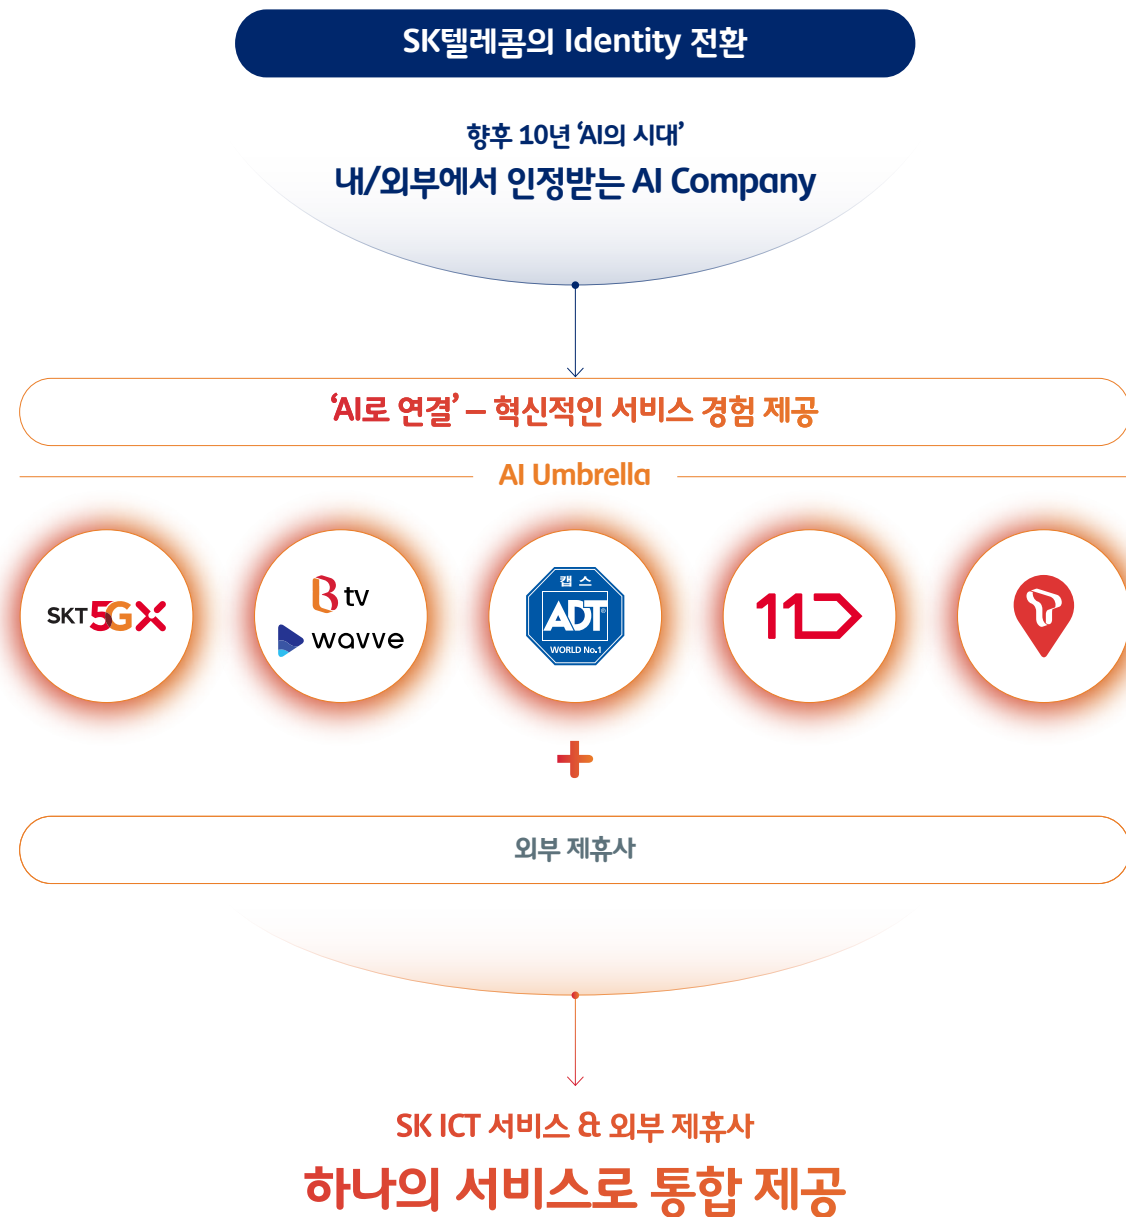 SK텔레콤의 Identity 전환
향후 10년 ‘AI의 시대’
내/외부에서 인정받는 AI Company
‘AI로 연결’ – 혁신적인 서비스 경험 제공
AI Umbrella
SKT 5GX
B tv
wavve
캡스
ADT
WORLD No.1
11
T
외부 제휴사
SK ICT 서비스 & 외부 제휴사
하나의 서비스로 통합 제공